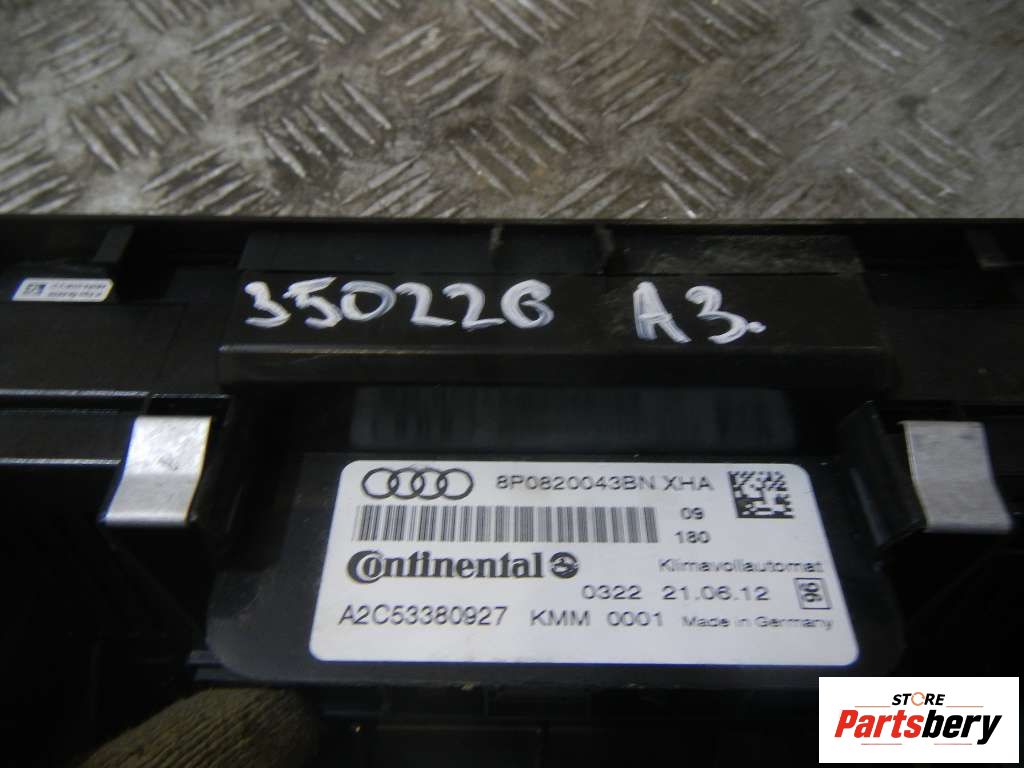 350226 A3.
8P0820043BN XHA
09
180
Continental
Klimavollautomat
0322 21.06.12
96
A2C53380927 KMM 0001 Made in Germany
STORE
Partsbery